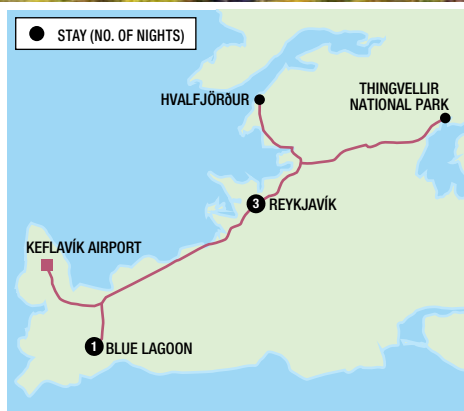 STAY (NO. OF NIGHTS)
HVALFJÖRður
THINGVELLIR
NATIONAL PARK
3 REYKJAVÍK
KEFLAVÍK AIRPORT
1 BLUE LAGOON